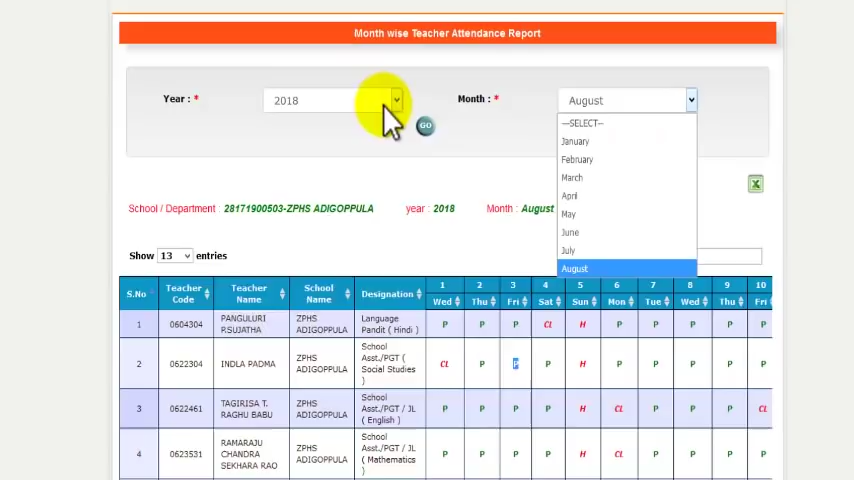 Month wise Teacher Attendance Report
Year : * 2018 Month : * August
GO
---SELECT--
January
February
March
April
May
June
July
August
School / Department : 28171900503-ZPHS ADIGOPPULA year : 2018 Month : August
Show 13 entries
S.No Teacher Code Teacher Name School Name Designation 1 Wed 2 Thu 3 Fri 4 Sat 5 Sun 6 Mon 7 Tue 8 Wed 9 Thu 10 Fri
1 0604304 PANGULURI P.SUJATHA ZPHS ADIGOPPULA Language Pandit ( Hindi ) P P P CL H P P P P P
2 0622304 INDLA PADMA ZPHS ADIGOPPULA School Asst./PGT ( Social Studies ) CL P P P H P P P P P
3 0622461 TAGIRISA T. RAGHU BABU ZPHS ADIGOPPULA School Asst./PGT / JL ( English ) P P P P H CL P P P CL
4 0623531 RAMARAJU CHANDRA SEKHARA RAO ZPHS ADIGOPPULA School Asst./PGT / JL ( Mathematics ) P P P P H CL P P P P